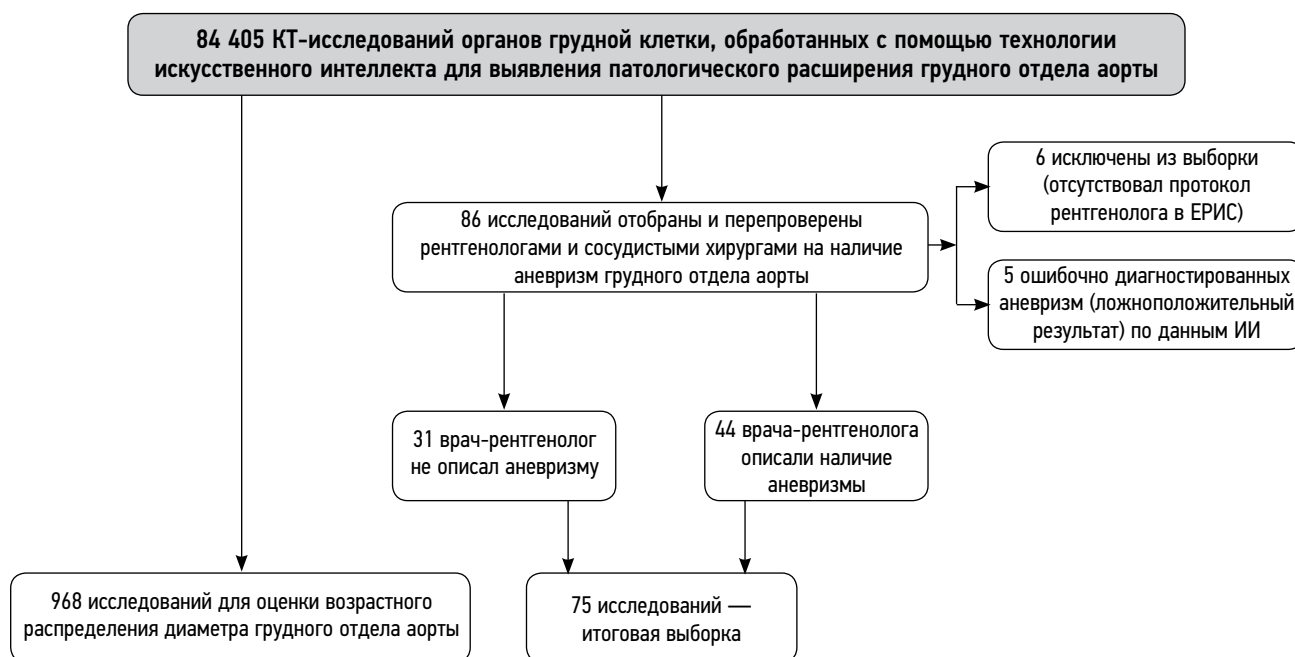 84 405 КТ-исследований органов грудной клетки, обработанных с помощью технологии
искусственного интеллекта для выявления патологического расширения грудного отдела аорты
6 исключены из выборки
(отсутствовал протокол
рентгенолога в ЕРИС)
86 исследований отобраны и перепроверены
рентгенологами и сосудистыми хирургами на наличие
аневризм грудного отдела аорты
5 ошибочно диагностированных
аневризм (ложноположительный
результат) по данным ИИ
31 врач-рентгенолог
не описал аневризму
44 врача-рентгенолога
описали наличие
аневризмы
968 исследований для оценки возрастного
распределения диаметра грудного отдела аорты
75 исследований —
итоговая выборка